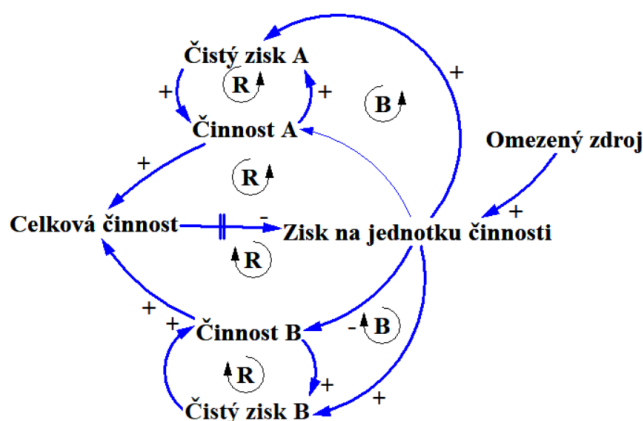 Čistý zisk A
+
R
+
B
+
Činnost A
Omezený zdroj
+
R
+
Celková činnost
-
Zisk na jednotku činnosti
R
+
+
Činnost B
-
B
R
+
+
Čistý zisk B